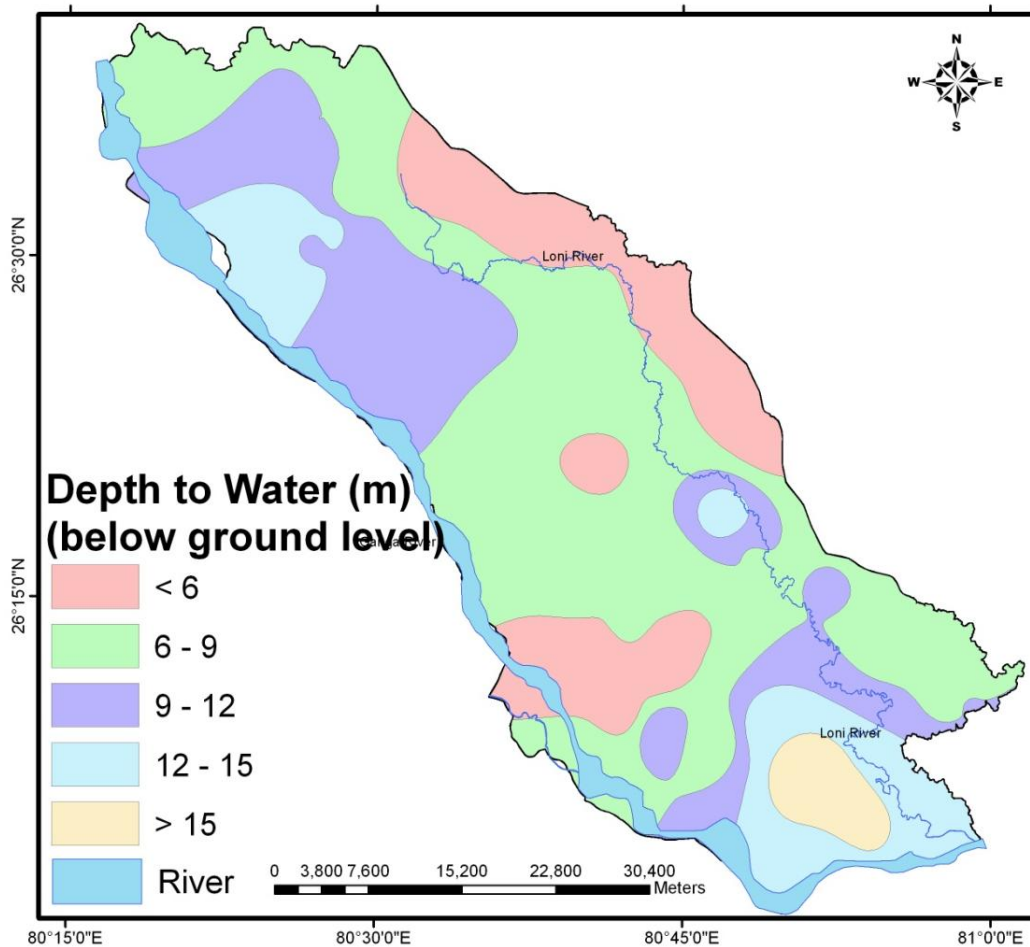 N
W E
S
26°30'0"N
Loni River
Depth to Water (m)
(below ground level)
26°15'0"N
< 6
6 - 9
9 - 12
12 - 15
> 15
River
Loni River
0 3,800 7,600 15,200 22,800 30,400
Meters
80°15'0"E 80°30'0"E 80°45'0"E 81°0'0"E